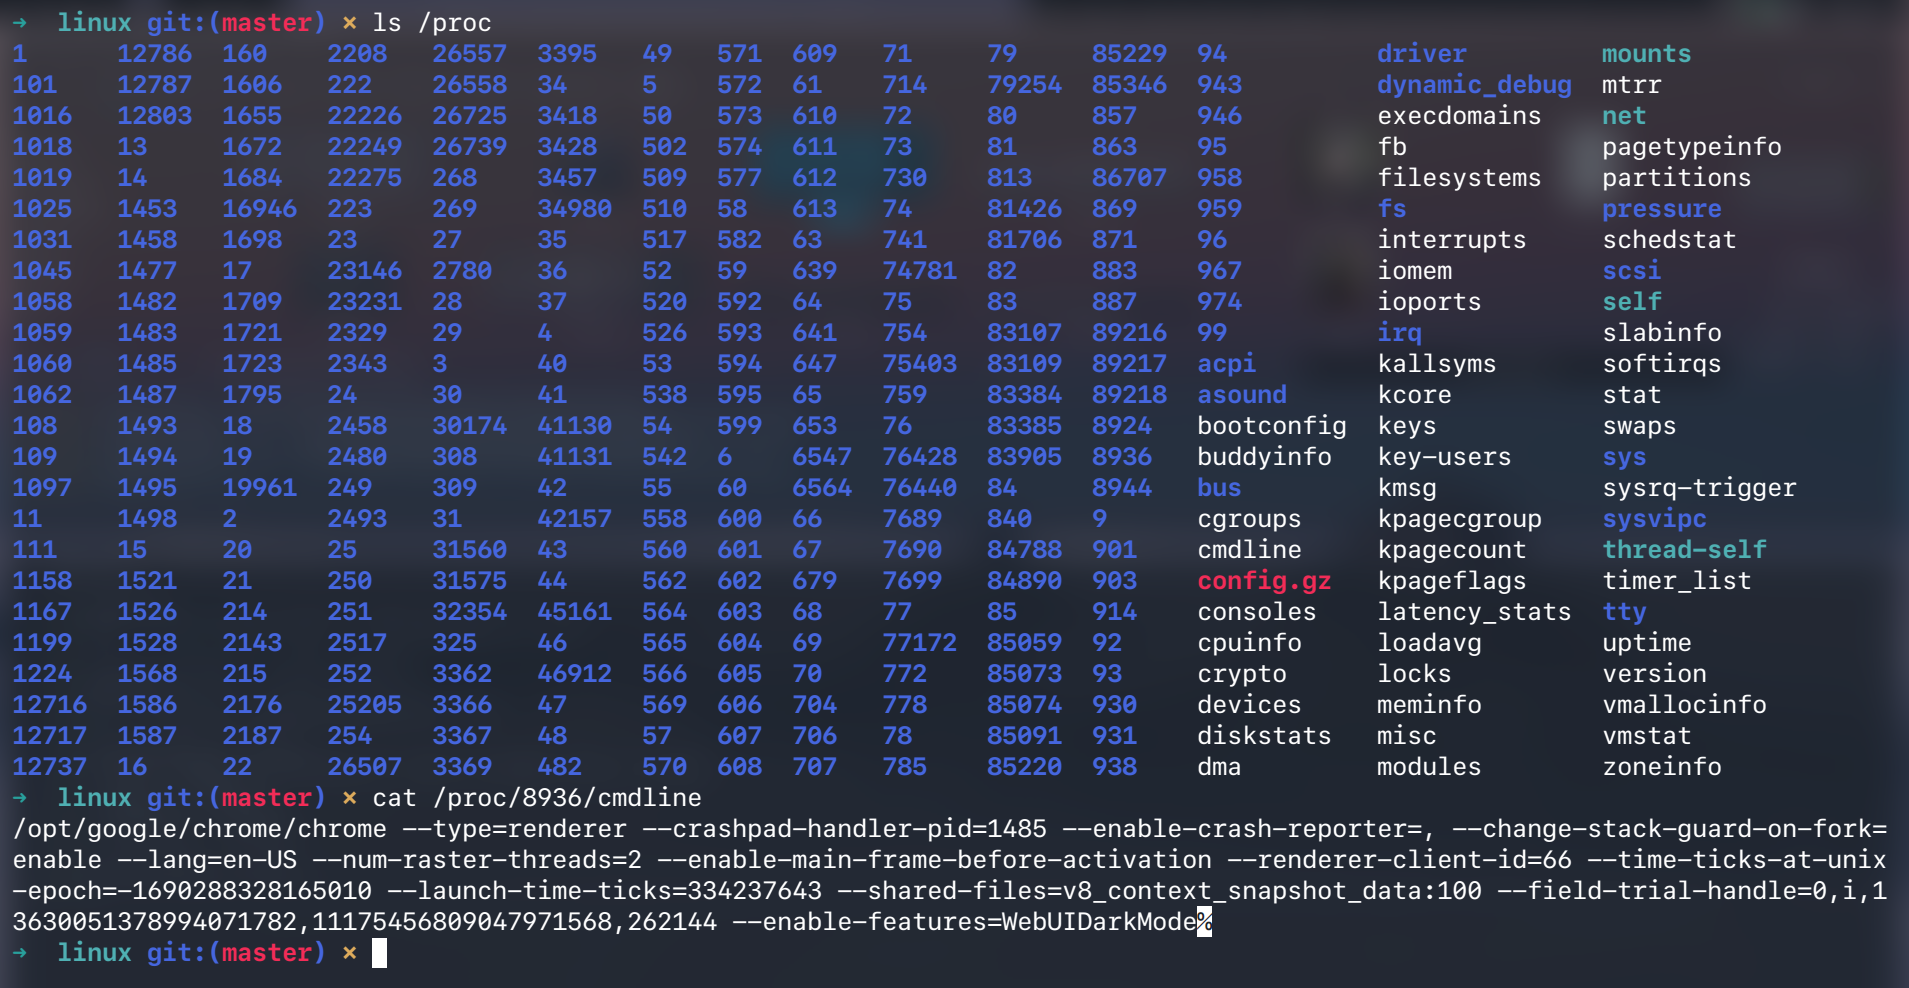 →  linux git:(master) × ls /proc
1     12786  160    2208   26557  3395   49   571  609   71     79     85229  94          driver         mounts
101   12787  1606   222    26558  34     5    572  61    714    79254  85346  943         dynamic_debug  mtrr
1016  12803  1655   22226  26725  3418   50   573  610   72     80     857    946         execdomains    net
1018  13     1672   22249  26739  3428   502  574  611   73     81     863    95          fb             pagetypeinfo
1019  14     1684   22275  268    3457   509  577  612   730    813    86707  958         filesystems    partitions
1025  1453   16946  223    269    34980  510  58   613   74     81426  869    959         fs             pressure
1031  1458   1698   23     27     35     517  582  63    741    81706  871    96          interrupts     schedstat
1045  1477   17     23146  2780   36     52   59   639   74781  82     883    967         iomem          scsi
1058  1482   1709   23231  28     37     520  592  64    75     83     887    974         ioports        self
1059  1483   1721   2329   29     4      526  593  641   754    83107  89216  99          irq            slabinfo
1060  1485   1723   2343   3      40     53   594  647   75403  83109  89217  acpi        kallsyms       softirqs
1062  1487   1795   24     30     41     538  595  65    759    83384  89218  asound      kcore          stat
108   1493   18     2458   30174  41130  54   599  653   76     83385  8924   bootconfig  keys           swaps
109   1494   19     2480   308    41131  542  6    6547  76428  83905  8936   buddyinfo   key-users      sys
1097  1495   19961  249    309    42     55   60   6564  76440  84     8944   bus         kmsg           sysrq-trigger
11    1498   2      2493   31     42157  558  600  66    7689   840    9      cgroups     kpagecgroup    sysvipc
111   15     20     25     31560  43     560  601  67    7690   84788  901    cmdline     kpagecount     thread-self
1158  1521   21     250    31575  44     562  602  679   7699   84890  903    config.gz   kpageflags     timer_list
1167  1526   214    251    32354  45161  564  603  68    77     85     914    consoles    latency_stats  tty
1199  1528   2143   2517   325    46     565  604  69    77172  85059  92     cpuinfo     loadavg        uptime
1224  1568   215    252    3362   46912  566  605  70    772    85073  93     crypto      locks          version
12716 1586   2176   25205  3366   47     569  606  704   778    85074  930    devices     meminfo        vmallocinfo
12717 1587   2187   254    3367   48     57   607  706   78     85091  931    diskstats   misc           vmstat
12737 16     22     26507  3369   482    570  608  707   785    85220  938    dma         modules        zoneinfo
→  linux git:(master) × cat /proc/8936/cmdline
/opt/google/chrome/chrome --type=renderer --crashpad-handler-pid=1485 --enable-crash-reporter=, --change-stack-guard-on-fork=
enable --lang=en-US --num-raster-threads=2 --enable-main-frame-before-activation --renderer-client-id=66 --time-ticks-at-unix
-epoch=-1690288328165010 --launch-time-ticks=334237643 --shared-files=v8_context_snapshot_data:100 --field-trial-handle=0,i,1
3630051378994071782,11175456809047971568,262144 --enable-features=WebUIDarkMode%
→  linux git:(master) ×